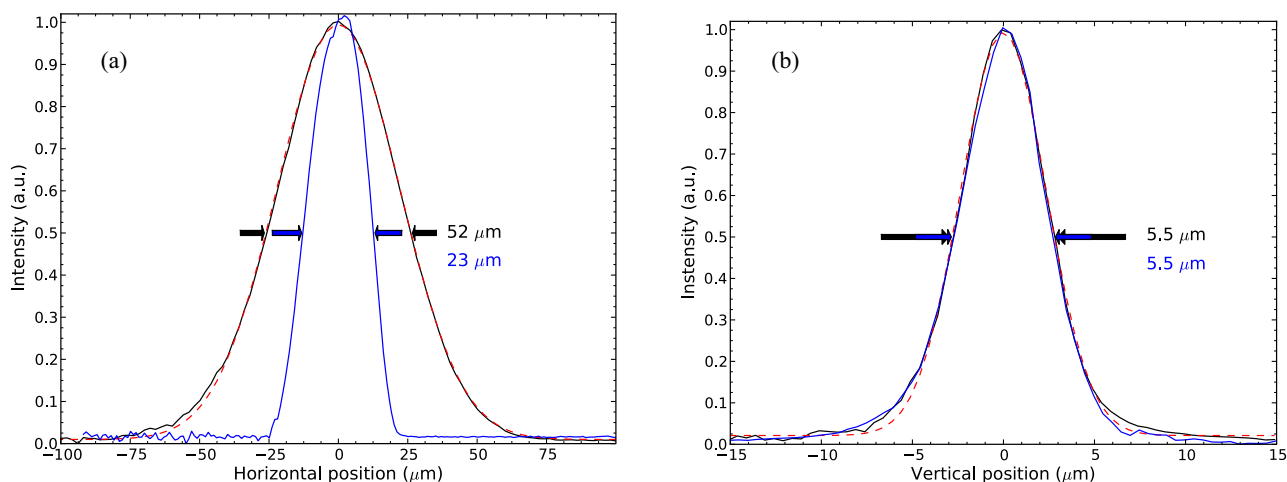 (a)
1.0
0.9
0.8
0.7
0.6
0.5
0.4
0.3
0.2
0.1
0.0
Intensity (a.u.)
52 μm
23 μm
−100 −75 −50 −25 0 25 50 75
Horizontal position (μm)
(b)
1.0
0.9
0.8
0.7
0.6
0.5
0.4
0.3
0.2
0.1
0.0
Instensity (a.u.)
5.5 μm
5.5 μm
−15 −10 −5 0 5 10 15
Vertical position (μm)